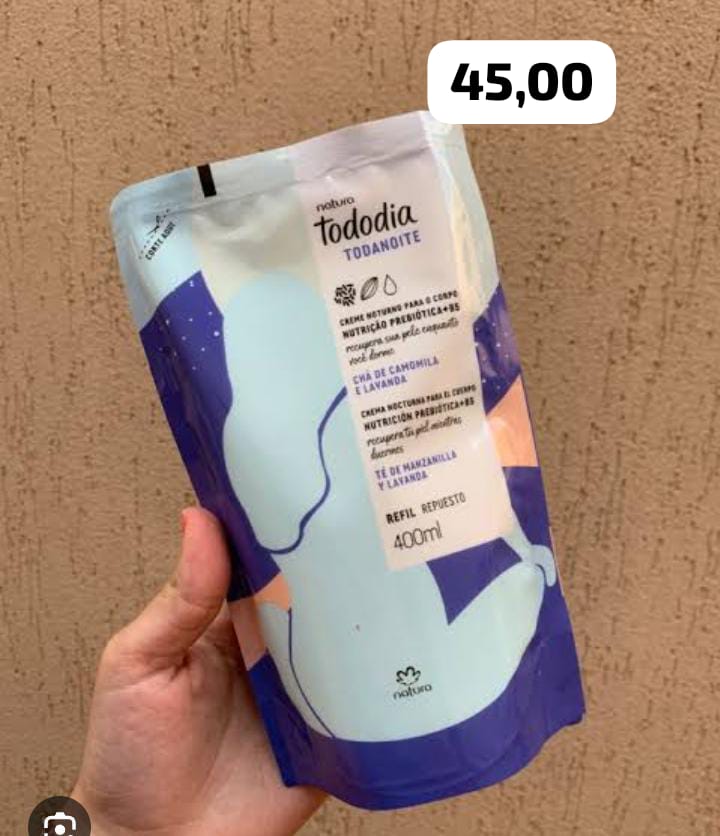 45,00
CORTE AQUI
natura
tododia
TODANOITE
CREME NOTURNO PARA O CORPO
NUTRIÇÃO PREBIÓTICA+B5
recupera sua pele enquanto
você dorme
CHÁ DE CAMOMILA
E LAVANDA
CREMA NOCTURNA PARA EL CUERPO
NUTRICIÓN PREBIÓTICA+B5
recupera tu piel mientras
duermes
TÉ DE MANZANILLA
Y LAVANDA
REFIL REPUESTO
400ml
natura